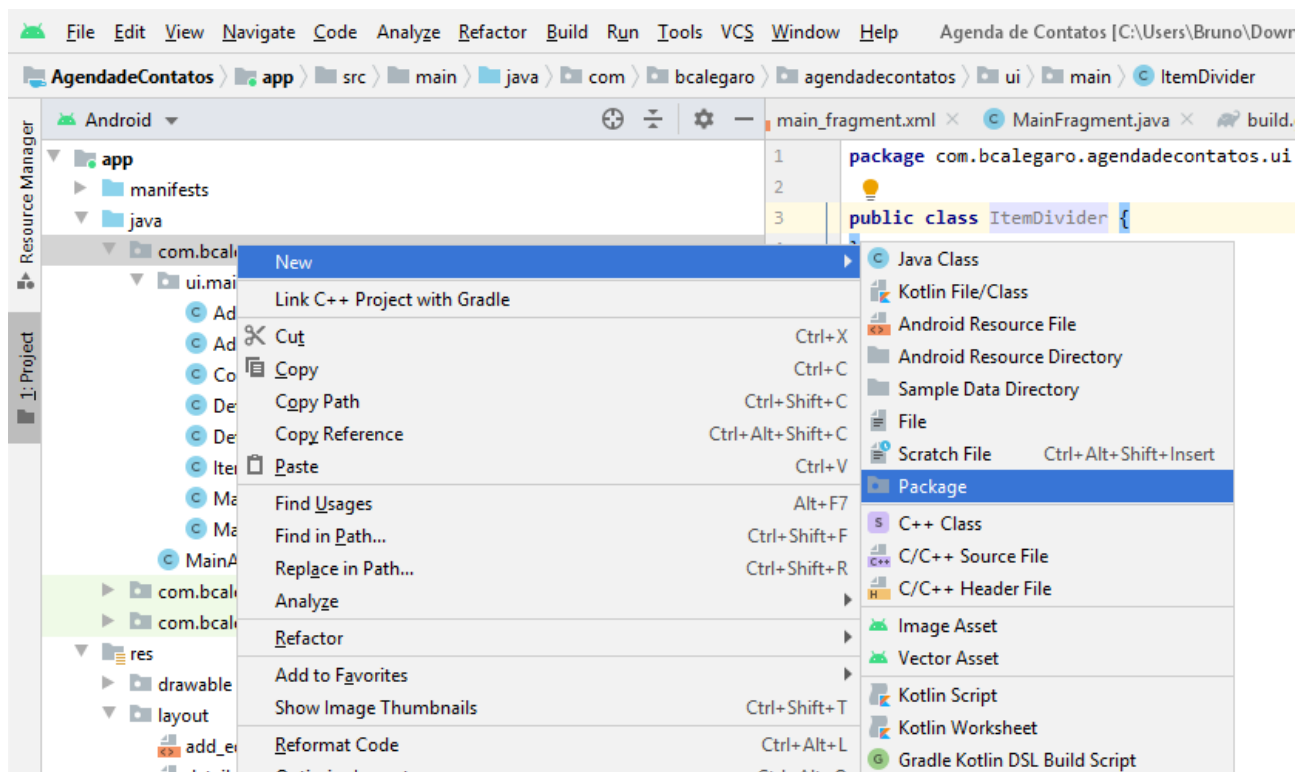 File Edit View Navigate Code Analyze Refactor Build Run Tools VCS Window Help Agenda de Contatos [C:\Users\Bruno\Down
AgendadeContatos app src main java com bcalegaro agendadecontatos ui main ItemDivider
Resource Manager
1: Project
Android
app
manifests
java
com.bcal
ui.mai
Ad
Ad
Co
De
De
Iter
Ma
Ma
MainA
com.bcal
com.bcal
res
drawable
layout
add_e
main_fragment.xml MainFragment.java build.
1 package com.bcalegaro.agendadecontatos.ui
2
3 public class ItemDivider {
New
Link C++ Project with Gradle
Cut Ctrl+X
Copy Ctrl+C
Copy Path Ctrl+Shift+C
Copy Reference Ctrl+Alt+Shift+C
Paste Ctrl+V
Find Usages Alt+F7
Find in Path... Ctrl+Shift+F
Replace in Path... Ctrl+Shift+R
Analyze
Refactor
Add to Favorites
Show Image Thumbnails Ctrl+Shift+T
Reformat Code Ctrl+Alt+L
Java Class
Kotlin File/Class
Android Resource File
Android Resource Directory
Sample Data Directory
File
Scratch File Ctrl+Alt+Shift+Insert
Package
C++ Class
C/C++ Source File
C/C++ Header File
Image Asset
Vector Asset
Kotlin Script
Kotlin Worksheet
Gradle Kotlin DSL Build Script